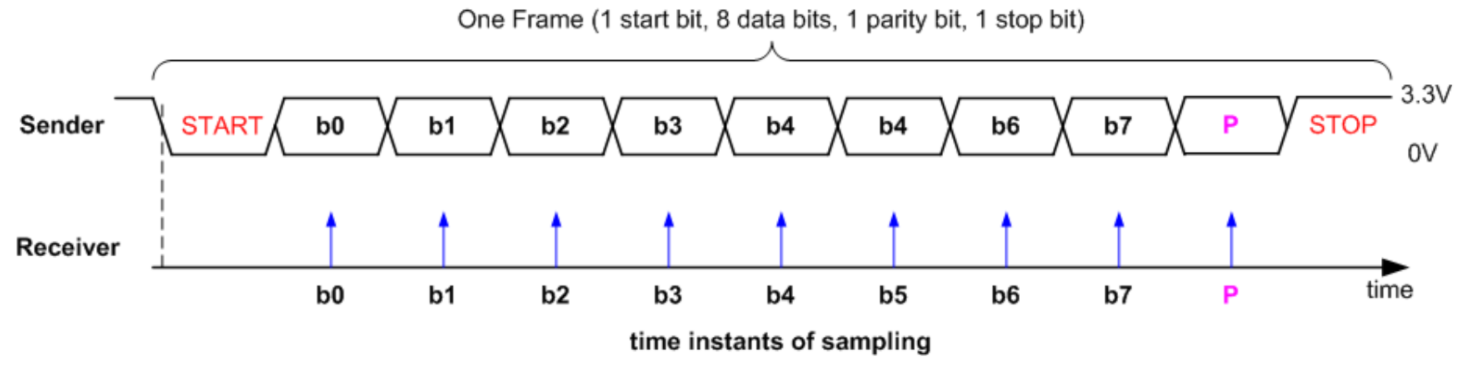 One Frame (1 start bit, 8 data bits, 1 parity bit, 1 stop bit)
3.3V
Sender START b0 b1 b2 b3 b4 b4 b6 b7 P STOP
0V
Receiver
b0 b1 b2 b3 b4 b5 b6 b7 P time
time instants of sampling